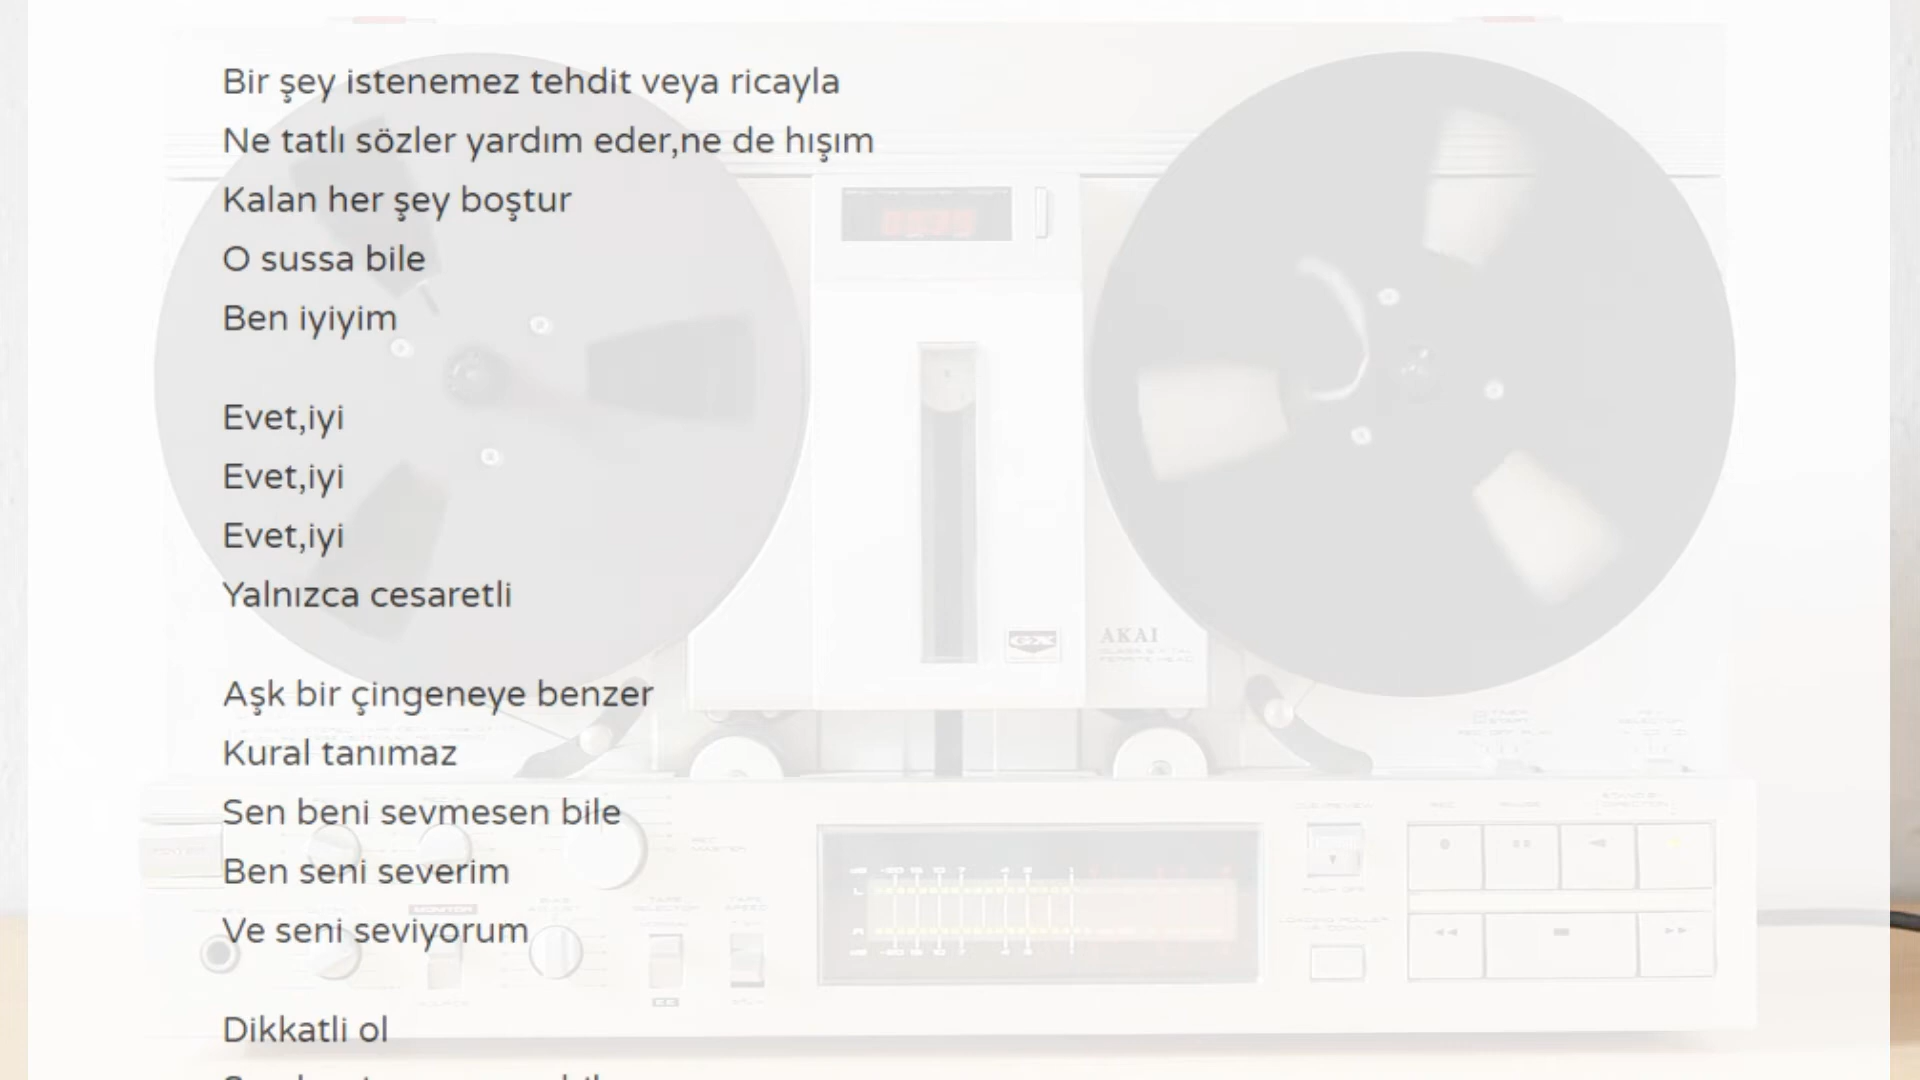 Bir şey istenemez tehdit veya ricayla
Ne tatlı sözler yardım eder,ne de hışım
Kalan her şey boştur
O sussa bile
Ben iyiyim
Evet,iyi
Evet,iyi
Evet,iyi
Yalnızca cesaretli
Aşk bir çingeneye benzer
Kural tanımaz
Sen beni sevmesen bile
Ben seni severim
Ve seni seviyorum
Dikkatli ol
AKAI
MONITOR